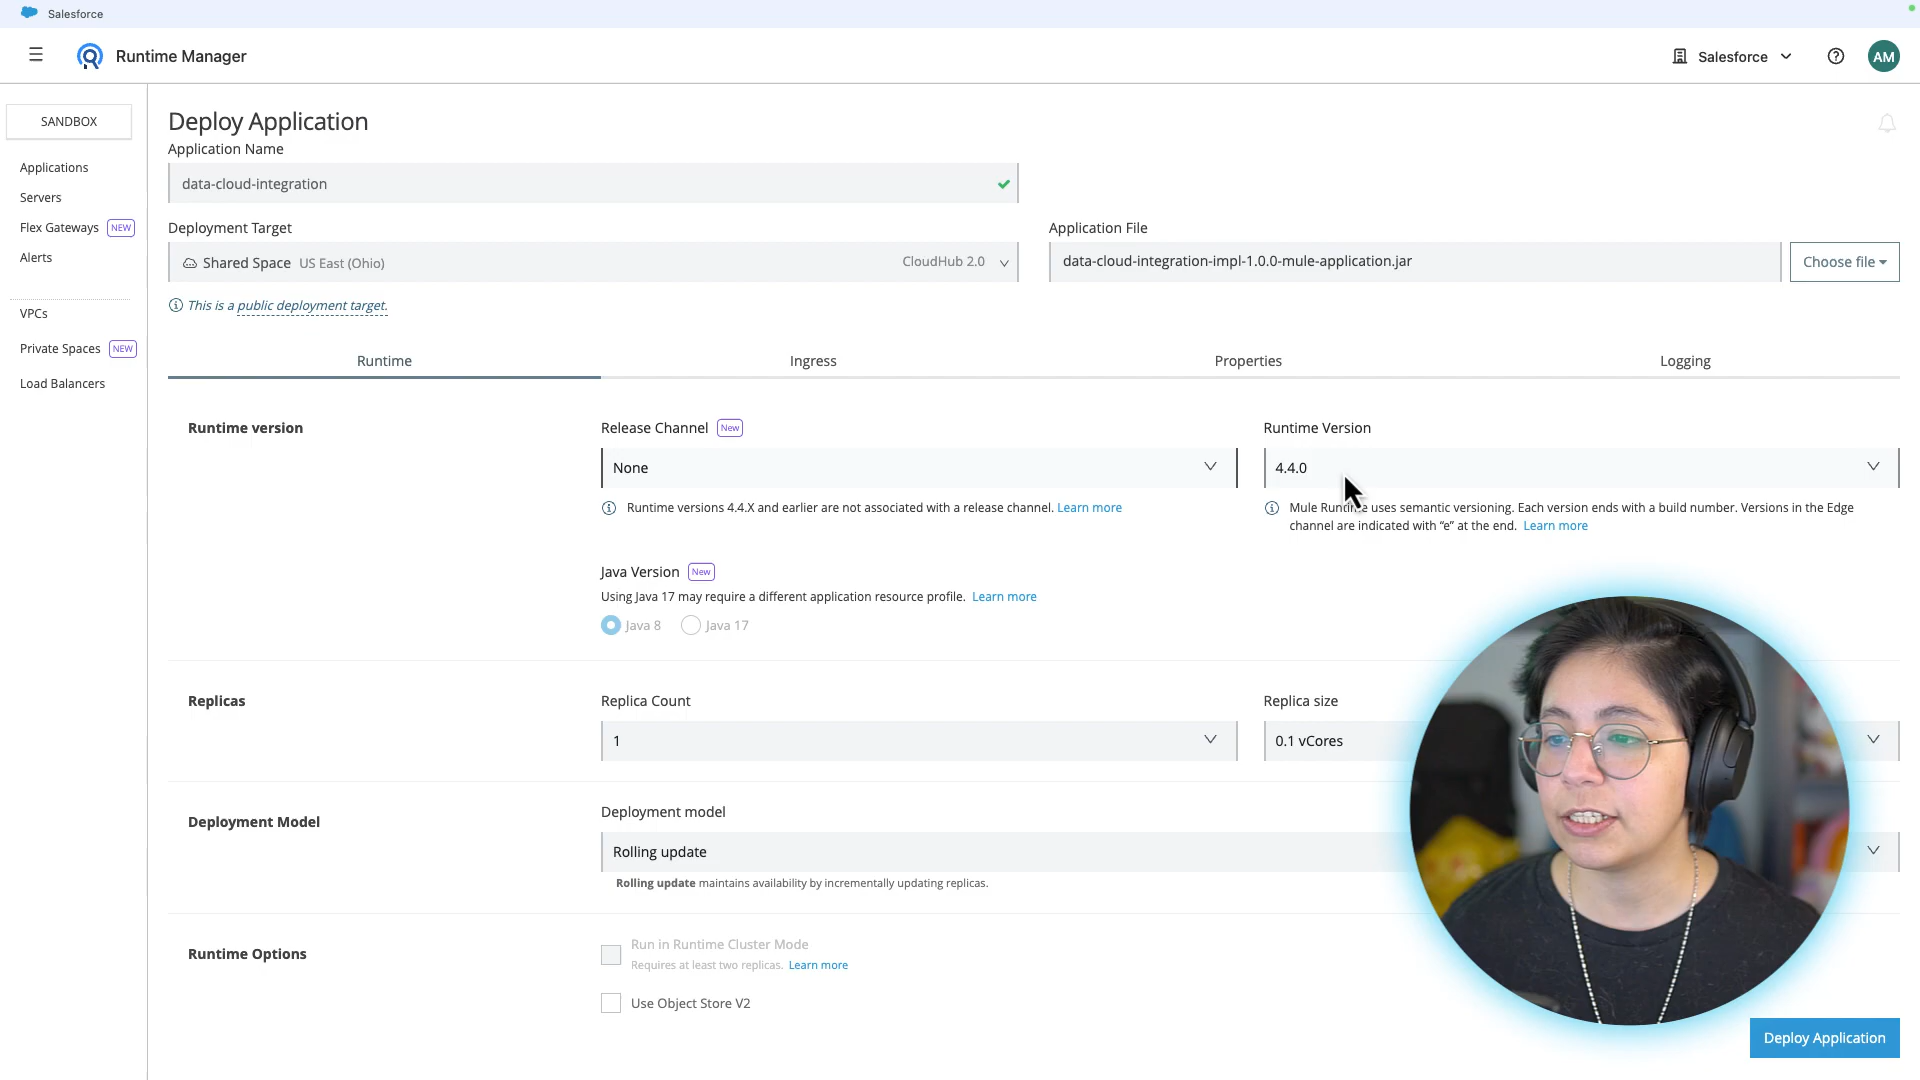 Salesforce
Runtime Manager
Salesforce
AM
SANDBOX
Applications
Servers
Flex Gateways NEW
Alerts
VPCs
Private Spaces NEW
Load Balancers
Deploy Application
Application Name
data-cloud-integration
Deployment Target
Shared Space US East (Ohio) CloudHub 2.0
This is a public deployment target.
Application File
data-cloud-integration-impl-1.0.0-mule-application.jar
Choose file
Runtime Ingress Properties Logging
Runtime version
Release Channel New
None
Runtime versions 4.4.X and earlier are not associated with a release channel. Learn more
Runtime Version
4.4.0
Mule Runtime uses semantic versioning. Each version ends with a build number. Versions in the Edge
channel are indicated with “e” at the end. Learn more
Java Version New
Using Java 17 may require a different application resource profile. Learn more
Java 8 Java 17
Replicas
Replica Count
1
Replica size
0.1 vCores
Deployment Model
Deployment model
Rolling update
Rolling update maintains availability by incrementally updating replicas.
Runtime Options
Run in Runtime Cluster Mode
Requires at least two replicas. Learn more
Use Object Store V2
Deploy Application